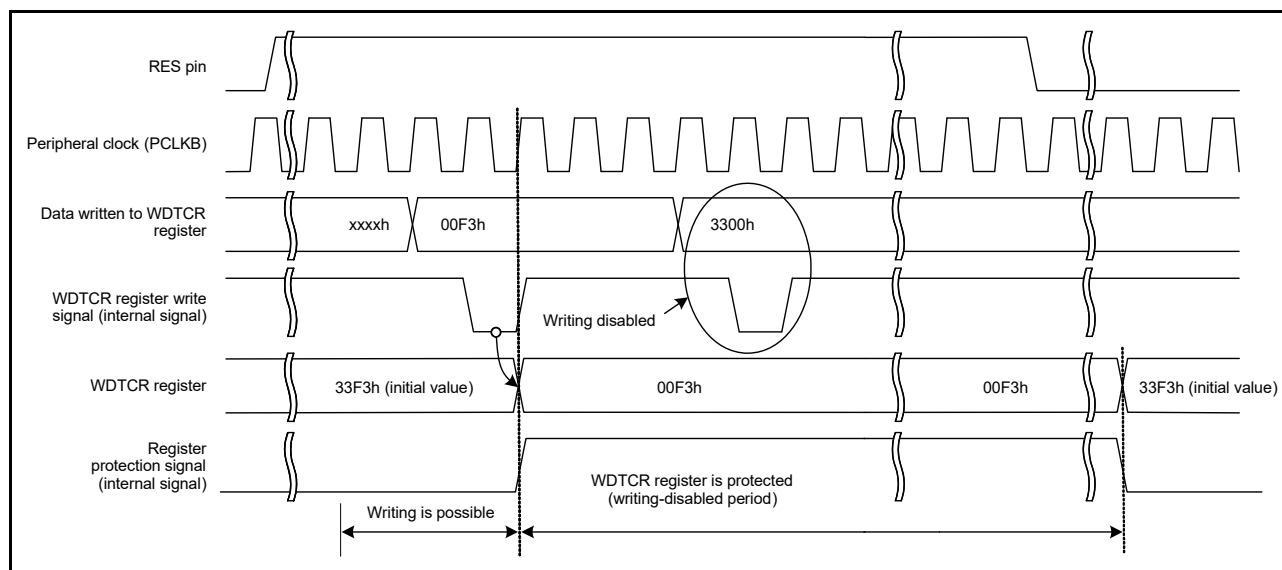 RES pin
Peripheral clock (PCLKB)
Data written to WDTCR
register
xxxxh
00F3h
3300h
WDTCR register write
signal (internal signal)
Writing disabled
WDTCR register
33F3h (initial value)
00F3h
00F3h
33F3h (initial value)
Register
protection signal
(internal signal)
WDTCR register is protected
(writing-disabled period)
Writing is possible